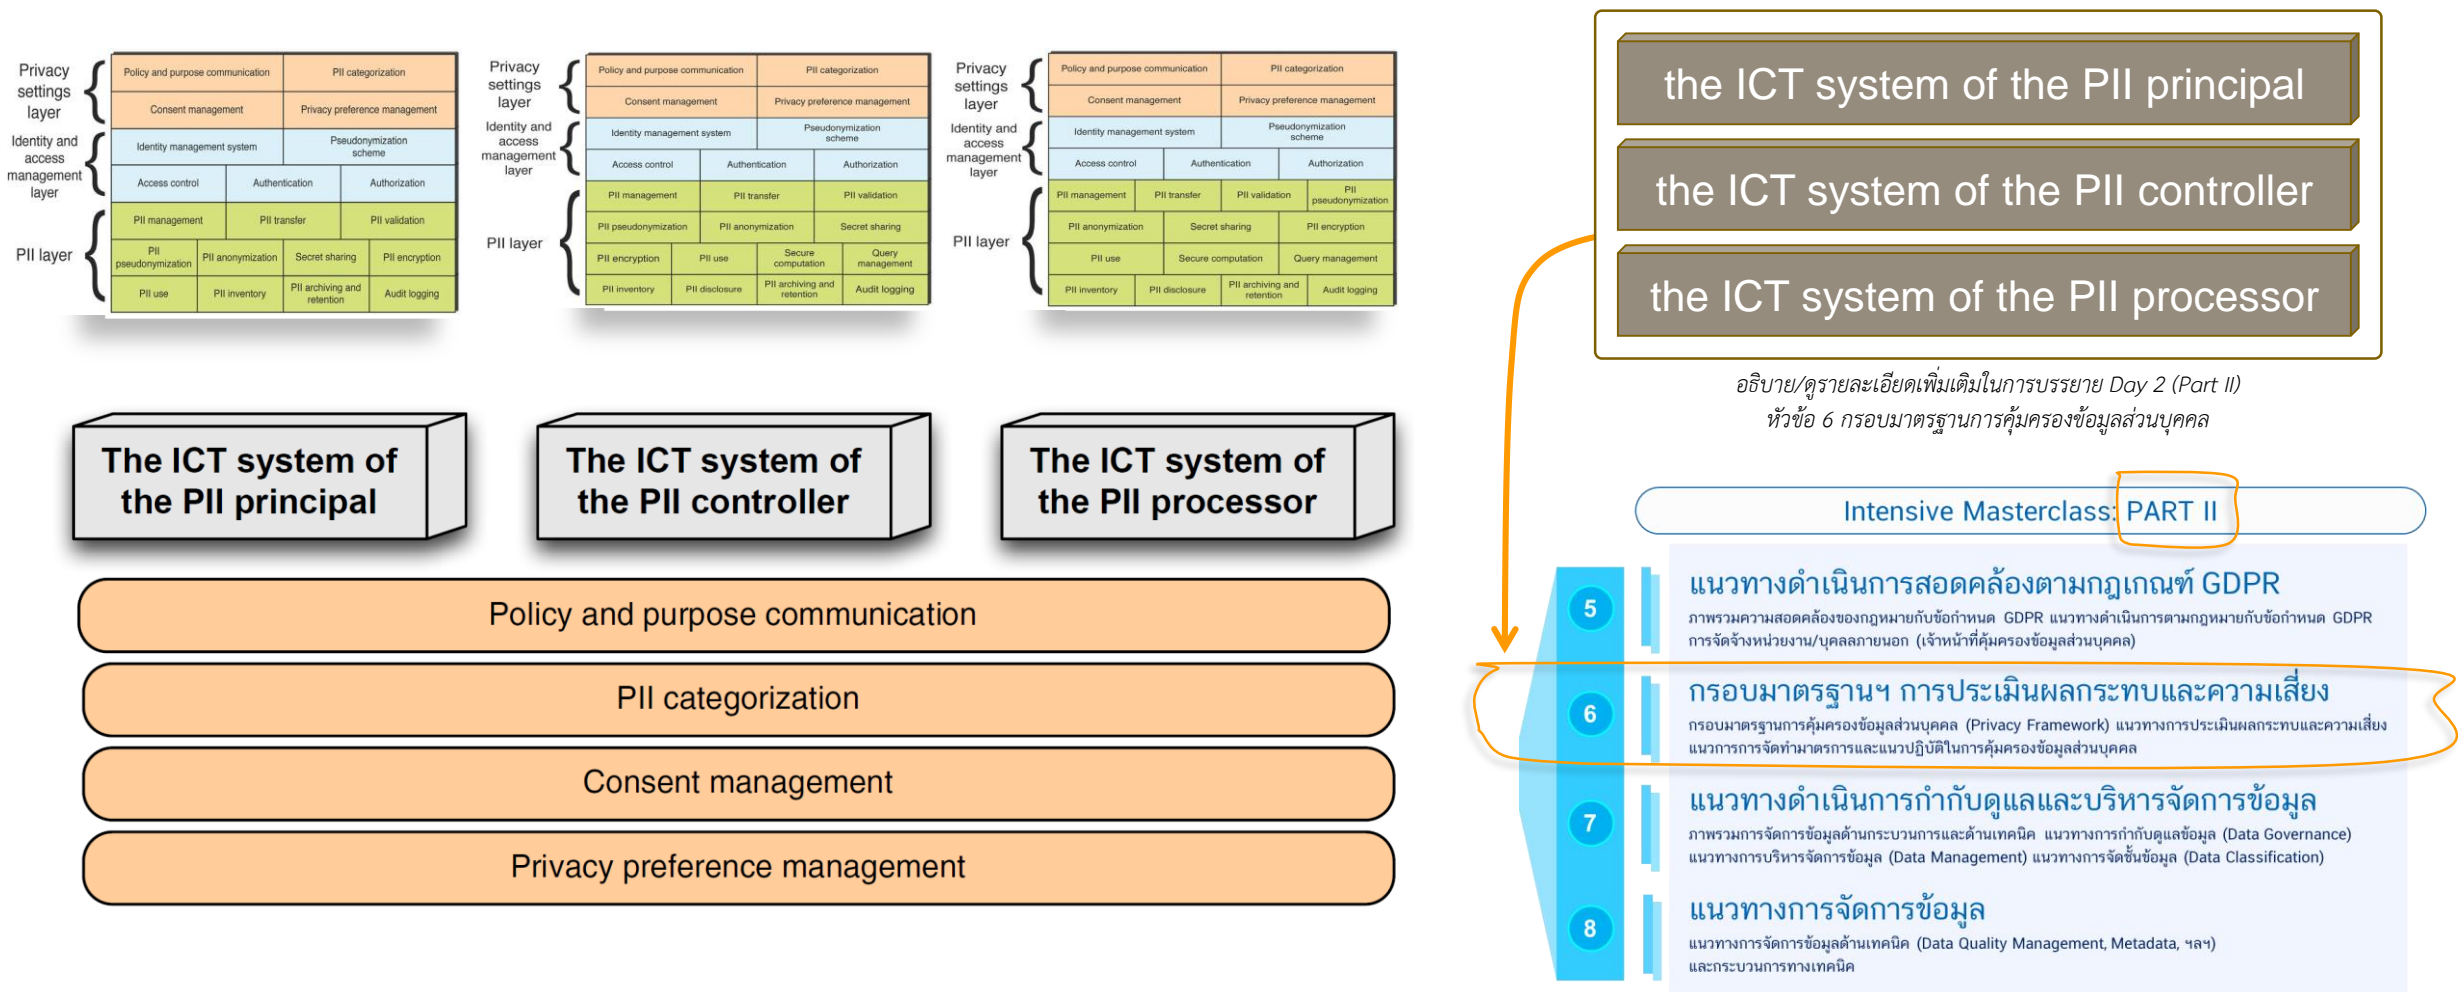 Privacy
settings
layer
Policy and purpose communication
PII categorization
Consent management
Privacy preference management
Identity and
access
management
layer
Identity management system
Pseudonymization
scheme
Access control
Authentication
Authorization
PII layer
PII management
PII transfer
PII validation
PII
pseudonymization
PII anonymization
Secret sharing
PII encryption
PII use
PII inventory
PII archiving and
retention
Audit logging
Privacy
settings
layer
Policy and purpose communication
PII categorization
Consent management
Privacy preference management
Identity and
access
management
layer
Identity management system
Pseudonymization
scheme
Access control
Authentication
Authorization
PII layer
PII management
PII transfer
PII validation
PII pseudonymization
PII anonymization
Secret sharing
PII encryption
PII use
Secure
computation
Query
management
PII inventory
PII disclosure
PII archiving and
retention
Audit logging
Privacy
settings
layer
Policy and purpose communication
PII categorization
Consent management
Privacy preference management
Identity and
access
management
layer
Identity management system
Pseudonymization
scheme
Access control
Authentication
Authorization
PII layer
PII management
PII transfer
PII validation
PII
pseudonymization
PII anonymization
Secret sharing
PII encryption
PII use
Secure computation
Query management
PII inventory
PII disclosure
PII archiving and
retention
Audit logging
The ICT system of
the PII principal
The ICT system of
the PII controller
The ICT system of
the PII processor
Policy and purpose communication
PII categorization
Consent management
Privacy preference management
the ICT system of the PII principal
the ICT system of the PII controller
the ICT system of the PII processor
อธิบาย/ดูรายละเอียดเพิ่มเติมในการบรรยาย Day 2 (Part II)
หัวข้อ 6 กรอบมาตรฐานการคุ้มครองข้อมูลส่วนบุคคล
Intensive Masterclass: PART II
5
แนวทางดำเนินการสอดคล้องตามกฎเกณฑ์ GDPR
ภาพรวมความสอดคล้องของกฎหมายกับข้อกำหนด GDPR แนวทางดำเนินการตามกฎหมายกับข้อกำหนด GDPR
การจัดจ้างหน่วยงาน/บุคลลภายนอก (เจ้าหน้าที่คุ้มครองข้อมูลส่วนบุคคล)
6
กรอบมาตรฐานฯ การประเมินผลกระทบและความเสี่ยง
กรอบมาตรฐานการคุ้มครองข้อมูลส่วนบุคคล (Privacy Framework) แนวทางการประเมินผลกระทบและความเสี่ยง
แนวการการจัดทำมาตรการและแนวปฏิบัติในการคุ้มครองข้อมูลส่วนบุคคล
7
แนวทางดำเนินการกำกับดูแลและบริหารจัดการข้อมูล
ภาพรวมการจัดการข้อมูลด้านกระบวนการและด้านเทคนิค แนวทางการกำกับดูแลข้อมูล (Data Governance)
แนวทางการบริหารจัดการข้อมูล (Data Management) แนวทางการจัดชั้นข้อมูล (Data Classification)
8
แนวทางการจัดการข้อมูล
แนวทางการจัดการข้อมูลด้านเทคนิค (Data Quality Management, Metadata, ฯลฯ)
และกระบวนการทางเทคนิค